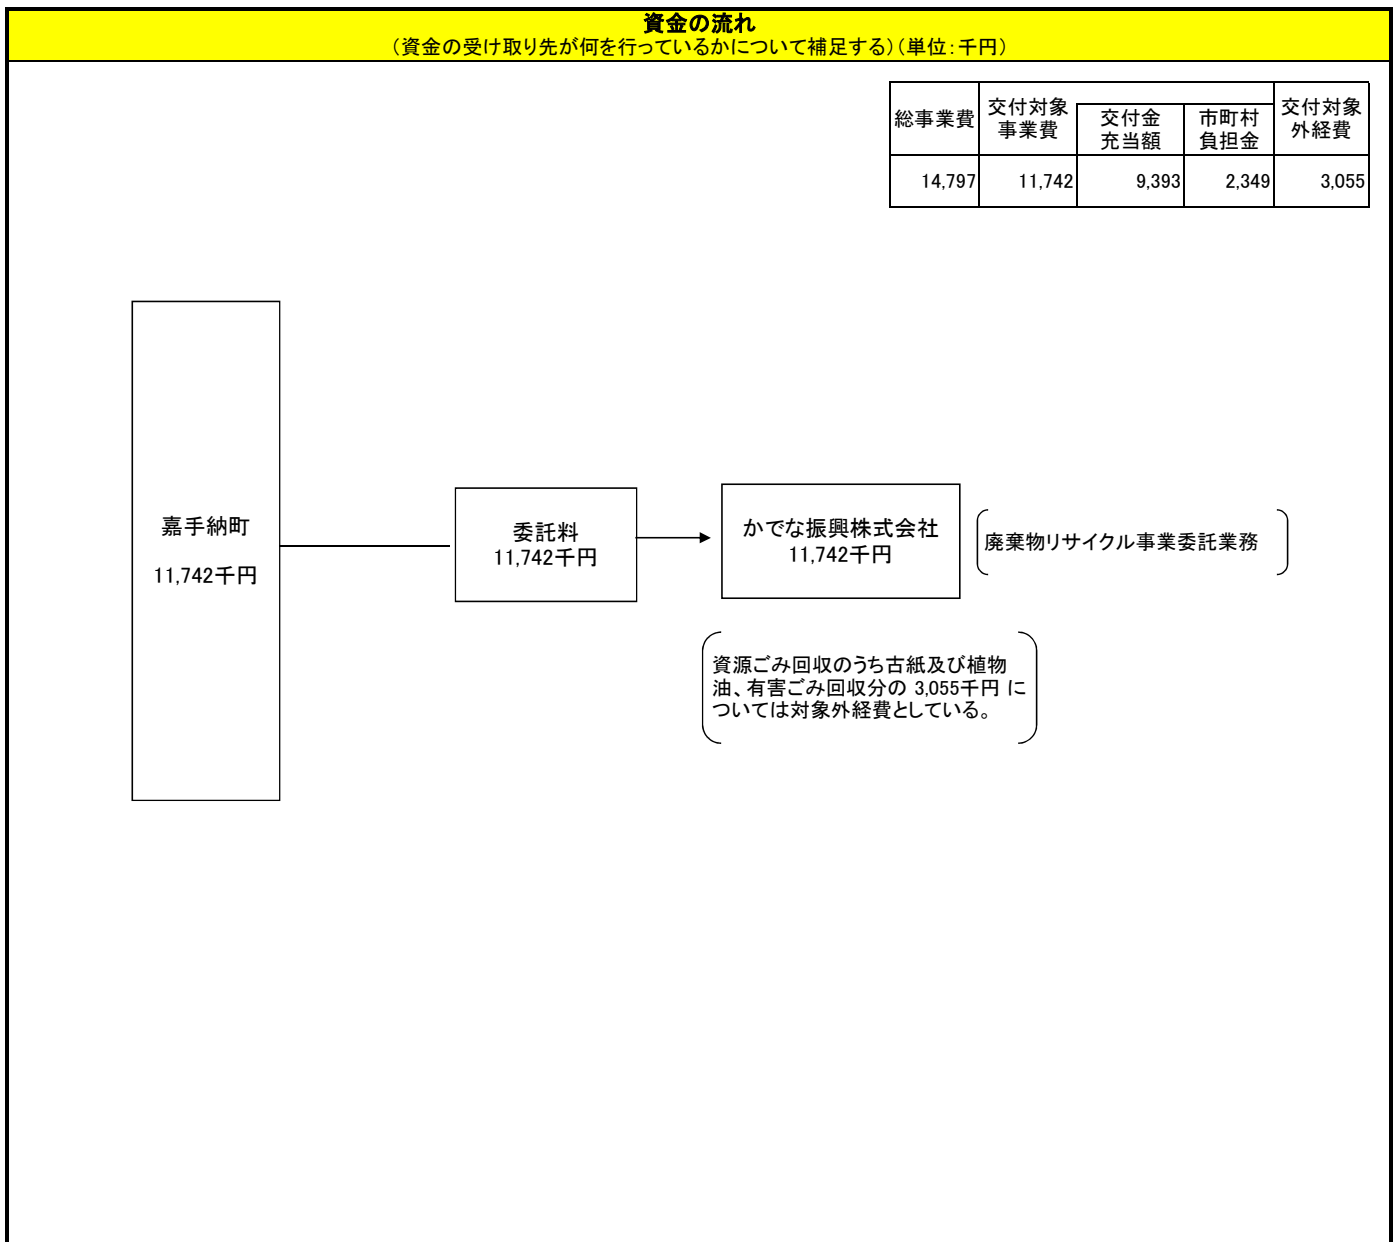 資金の流れ
（資金の受け取り先が何を行っているかについて補足する）（単位：千円）
総事業費
交付対象
事業費
交付金
充当額
市町村
負担金
交付対象
外経費
14,797 11,742 9,393 2,349 3,055
嘉手納町
11,742千円
委託料
11,742千円
かでな振興株式会社
11,742千円
廃棄物リサイクル事業委託業務
資源ごみ回収のうち古紙及び植物
油、有害ごみ回収分の 3,055千円 に
ついては対象外経費としている。